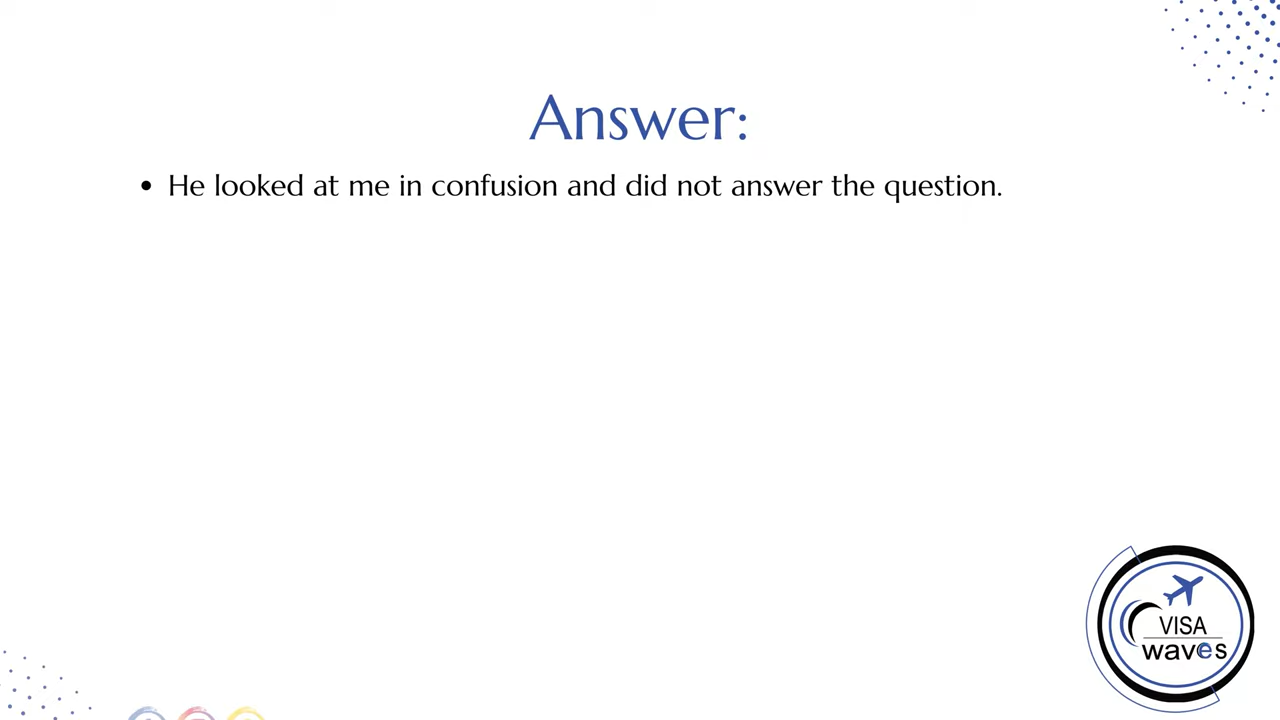 Answer:
• He looked at me in confusion and did not answer the question.
VISA
waves